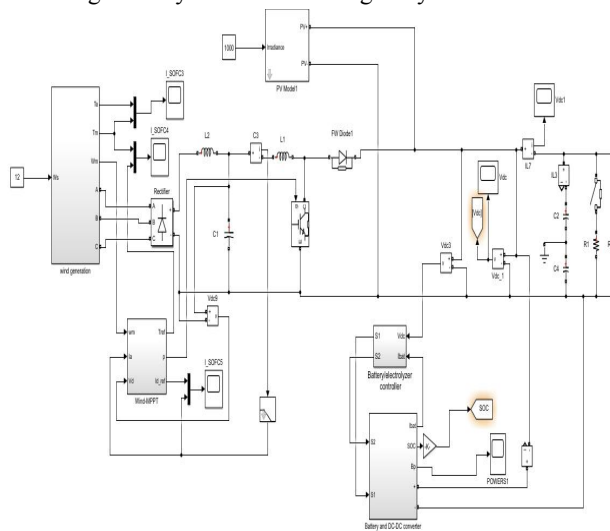 1000
Irradiance
PV+
PV-
PV Model1
I_SOFC3
I_SOFC4
12
Ws
Ta
Tm
Wm
A
B
C
wind generation
Rectifier
A
B
C
+
-
L2
C3
L1
FW Diode1
C1
Vdc9
wm
Ia
Vd
Tref
p
Id_ref
Wind-MPPT
I_SOFC5
Vdc1
IL7
Vdc
[Vdc]
Vdc3
Vdc_1
IL3
C2
C4
R1
S1
S2
Vdc
Ibat
Battery/electrolyzer
controller
S2
S1
Ibat
SOC
Bp
+
-
-K-
SOC
POWERS1
Battery and DC-DC converter